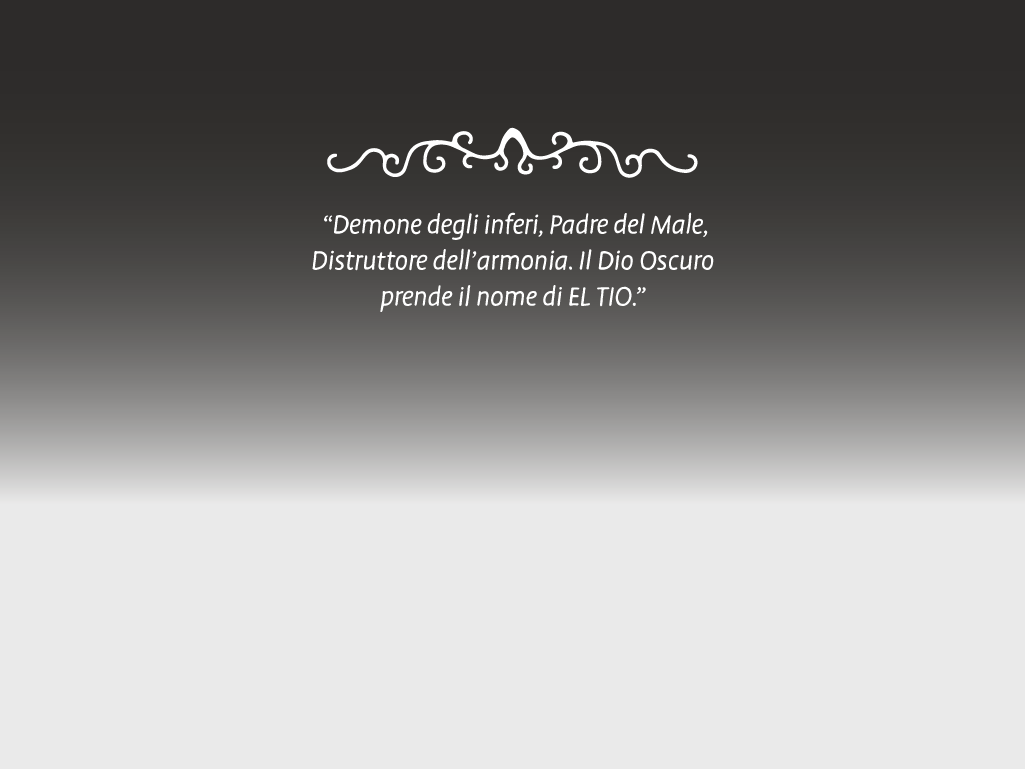 “Demone degli inferi, Padre del Male,
Distruttore dell’armonia. Il Dio Oscuro
prende il nome di EL TIO.”